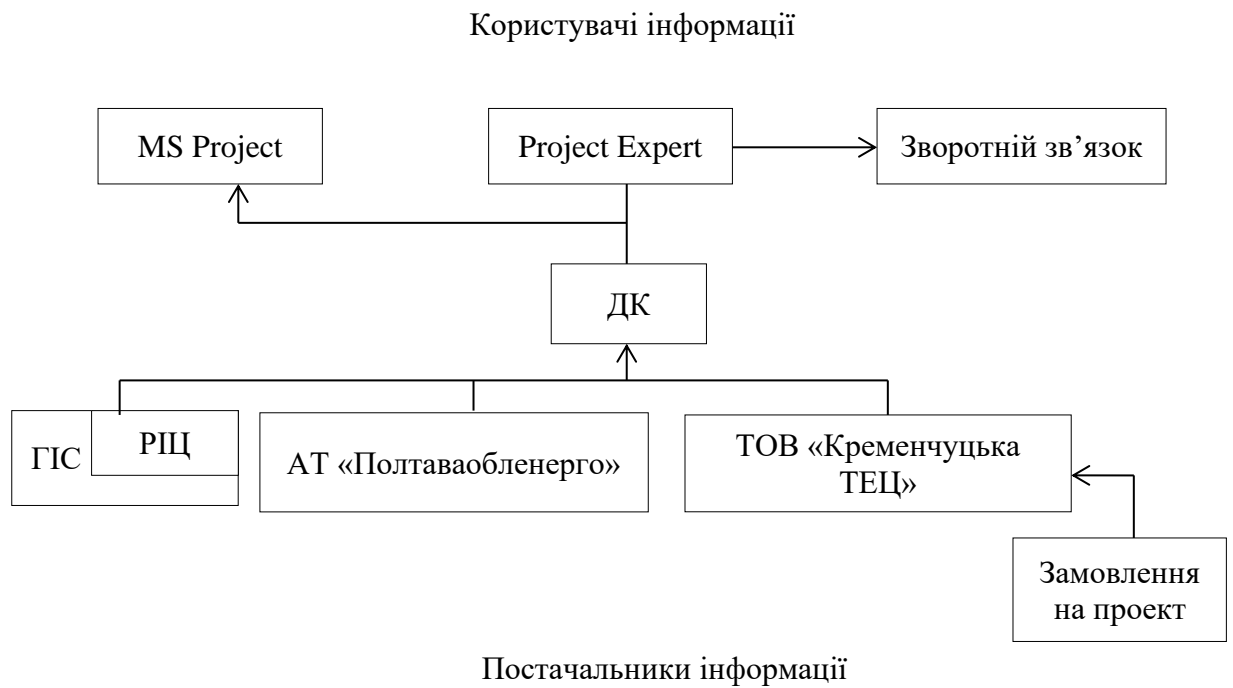 Користувачі інформації
MS Project
Project Expert
Зворотній зв’язок
ДК
ГІС
РІЦ
АТ «Полтаваобленерго»
ТОВ «Кременчуцька
ТЕЦ»
Замовлення
на проект
Постачальники інформації